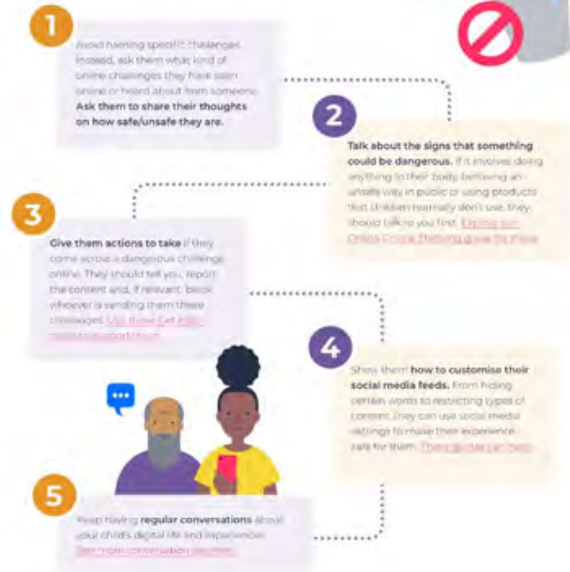 1
Avoid naming specific challenges.
Instead, ask them what kind of
online challenges they have seen
online or heard about from someone.
Ask them to share their thoughts
on how safe/unsafe they are.
2
Talk about the signs that something
could be dangerous. If it involves doing
anything to their body, behaving an
unsafe way in public or using products
that children normally don't use, they
should talk to you first.
3
Give them actions to take if they
come across a dangerous challenge
online. They should tell you, report
the content and, if relevant, block
whoever is sending them these
challenges.
4
Show them how to customise their
social media feeds. From hiding
certain words to restricting types of
content, they can use social media
settings to make their experience
safe for them. These guides can help.
5
Keep having regular conversations about
your child's digital life and experiences.